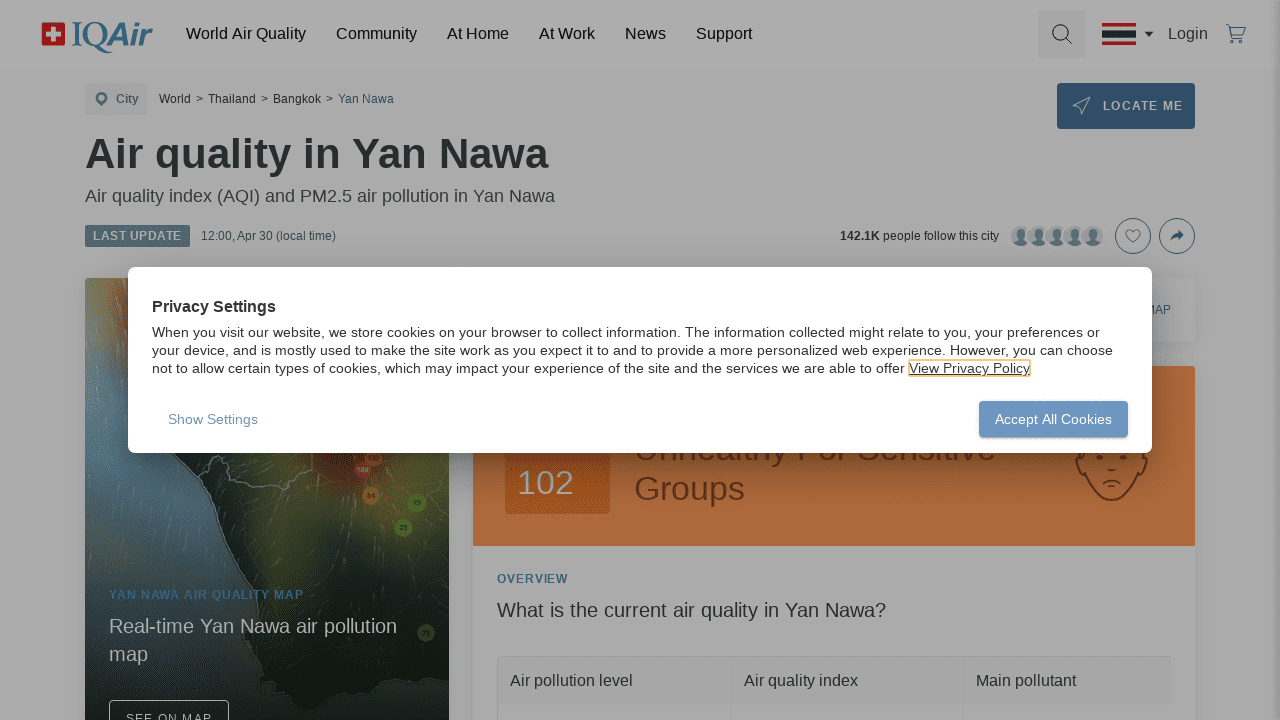 IQAir
World Air Quality
Community
At Home
At Work
News
Support
Login
City
World > Thailand > Bangkok > Yan Nawa
LOCATE ME
Air quality in Yan Nawa
Air quality index (AQI) and PM2.5 air pollution in Yan Nawa
LAST UPDATE
12:00, Apr 30 (local time)
142.1K people follow this city
MAP
Privacy Settings
When you visit our website, we store cookies on your browser to collect information. The information collected might relate to you, your preferences or
your device, and is mostly used to make the site work as you expect it to and to provide a more personalized web experience. However, you can choose
not to allow certain types of cookies, which may impact your experience of the site and the services we are able to offer View Privacy Policy
Show Settings
Accept All Cookies
Unhealthy For Sensitive
Groups
102
YAN NAWA AIR QUALITY MAP
Real-time Yan Nawa air pollution
map
SEE ON MAP
OVERVIEW
What is the current air quality in Yan Nawa?
Air pollution level
Air quality index
Main pollutant